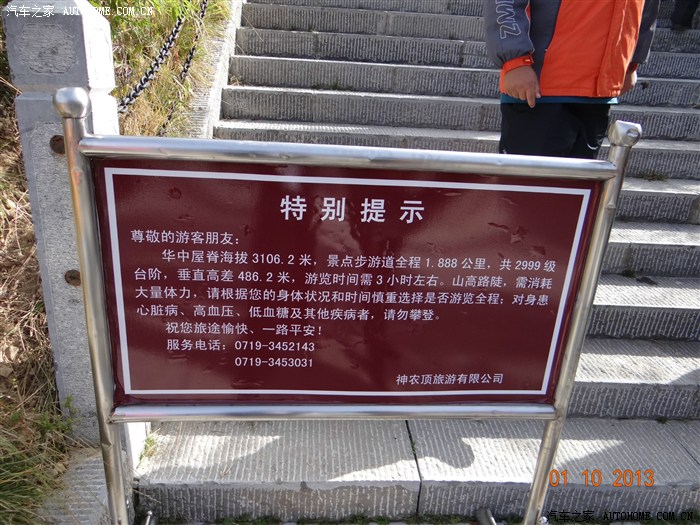 汽车之家 AUTOHOME.COM.CN
特别提示
尊敬的游客朋友：
华中屋脊海拔 3106.2 米，景点步游道全程 1.888 公里，共 2999 级
台阶，垂直高差 486.2 米，游览时间需 3 小时左右。山高路陡，需消耗
大量体力，请根据您的身体状况和时间慎重选择是否游览全程；对身患
心脏病、高血压、低血糖及其他疾病者，请勿攀登。
祝您旅途愉快、一路平安！
服务电话：0719-3452143
0719-3453031
神农顶旅游有限公司
01 10 2013
汽车之家 AUTOHOME.COM.CN